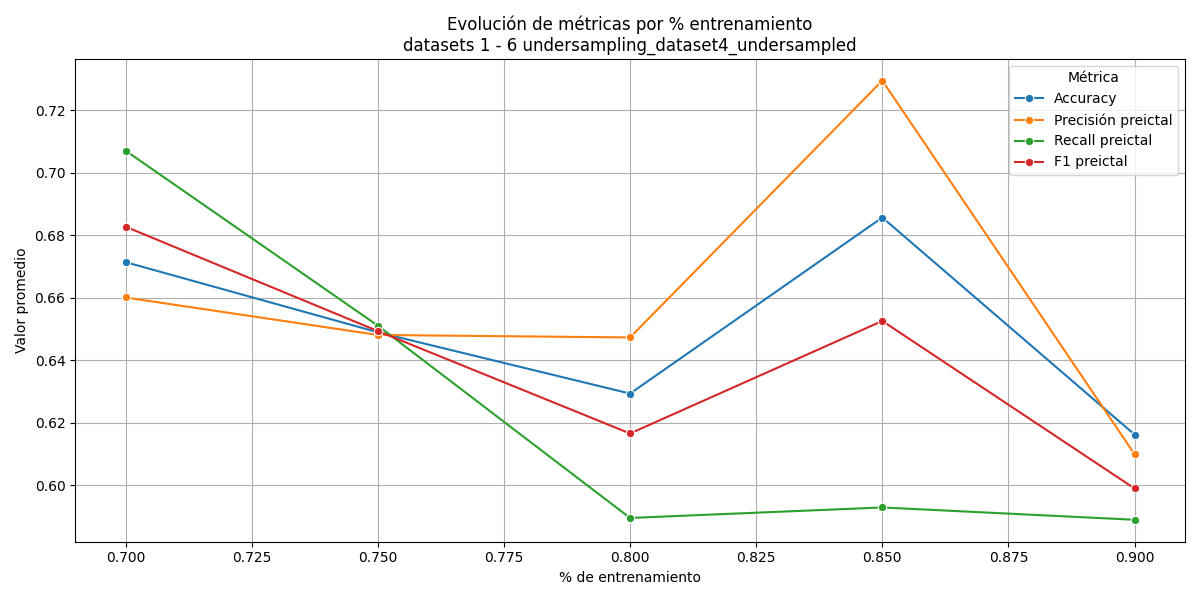 Evolución de métricas por % entrenamiento
datasets 1 - 6 undersampling_dataset4_undersampled
Métrica
Accuracy
Precisión preictal
Recall preictal
F1 preictal
Valor promedio
0.72
0.70
0.68
0.66
0.64
0.62
0.60
0.700 0.725 0.750 0.775 0.800 0.825 0.850 0.875 0.900
% de entrenamiento